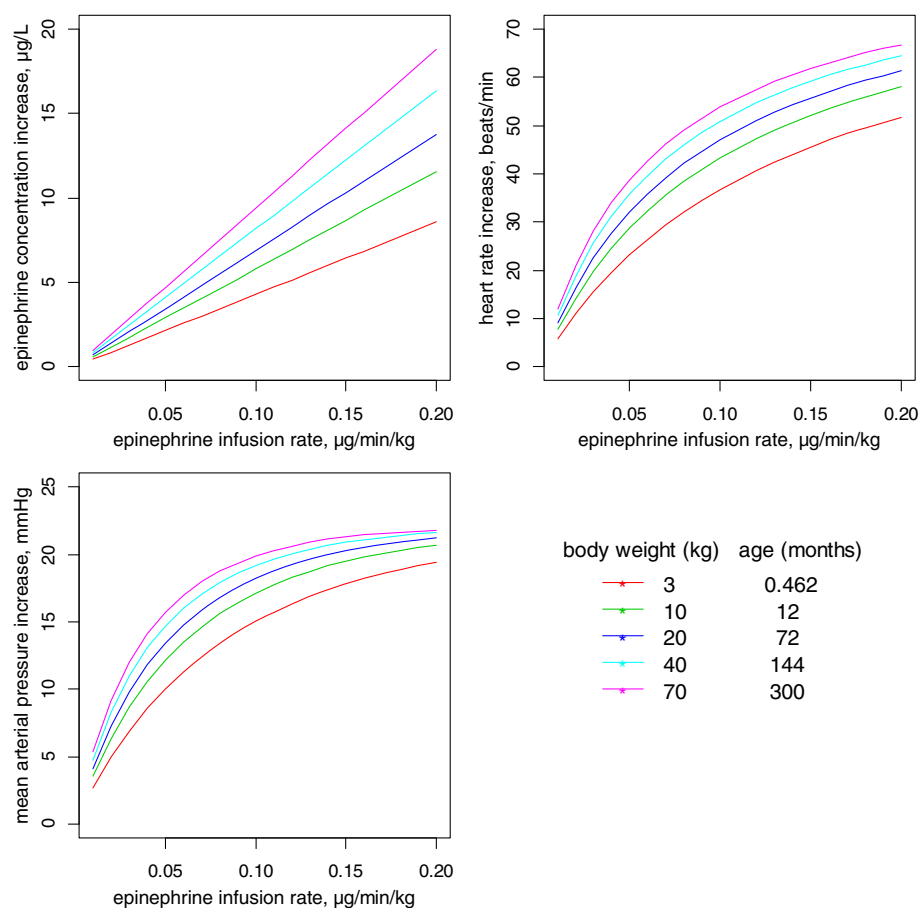 epinephrine concentration increase, µg/L
20
15
10
5
0
0.05 0.10 0.15 0.20
epinephrine infusion rate, µg/min/kg
heart rate increase, beats/min
70
60
50
40
30
20
10
0
0.05 0.10 0.15 0.20
epinephrine infusion rate, µg/min/kg
mean arterial pressure increase, mmHg
25
20
15
10
5
0
0.05 0.10 0.15 0.20
epinephrine infusion rate, µg/min/kg
body weight (kg) age (months)
3 0.462
10 12
20 72
40 144
70 300